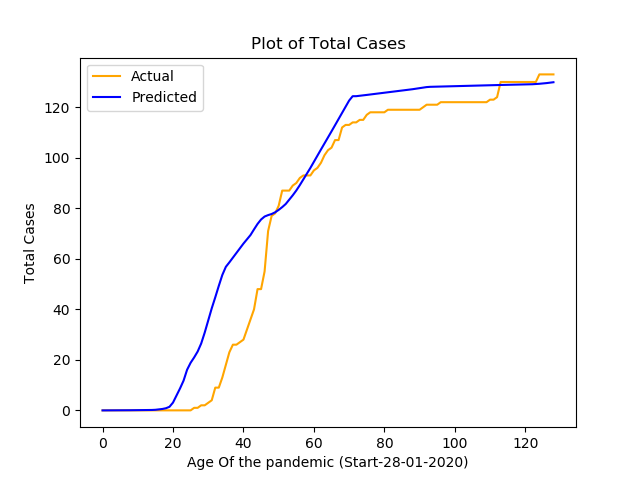 Plot of Total Cases
Actual
Predicted
120
100
80
60
40
20
0
Total Cases
0 20 40 60 80 100 120
Age Of the pandemic (Start-28-01-2020)